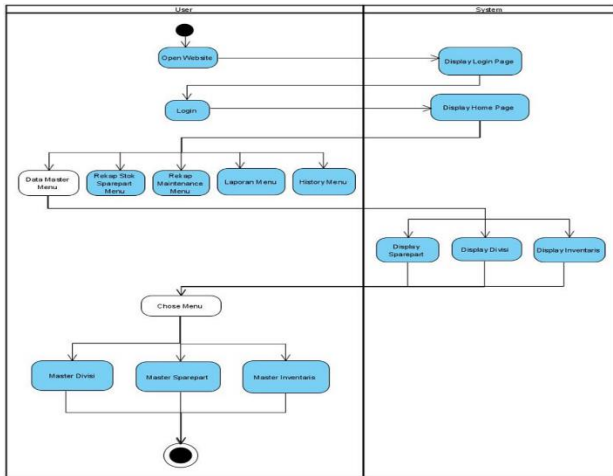 User
System
Open Website
Display Login Page
Login
Display Home Page
Data Master
Menu
Rekap Stok
Sparepart
Menu
Rekap
Maintenance
Menu
Laporan Menu
History Menu
Display
Sparepart
Display Divisi
Display Inventaris
Chose Menu
Master Divisi
Master Sparepart
Master Inventaris